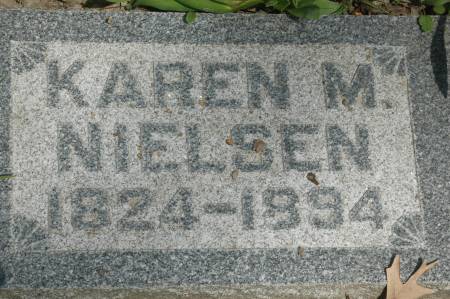 KAREN M.
NIELSEN
1824-1894